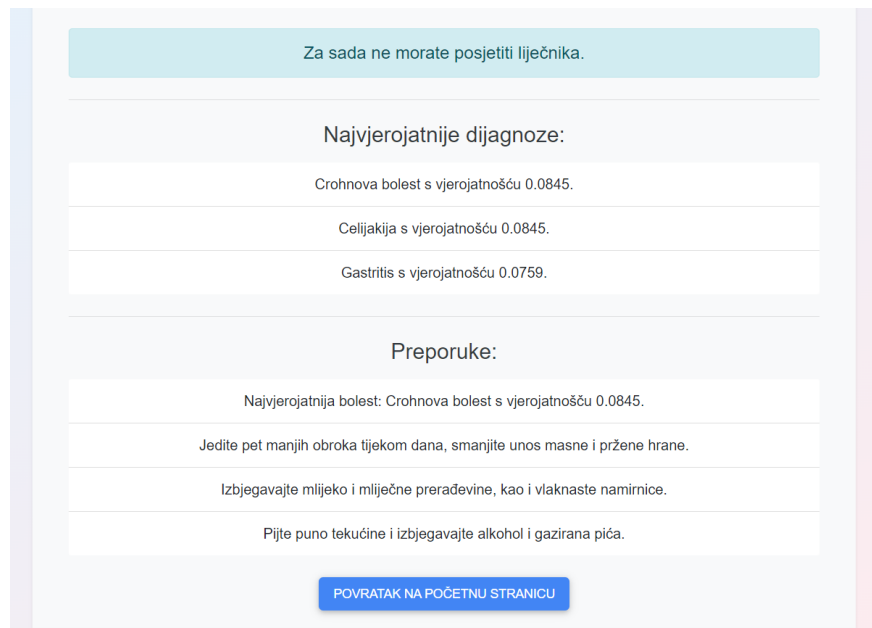 Za sada ne morate posjetiti liječnika.
Najvjerojatnije dijagnoze:
Crohnova bolest s vjerojatnošću 0.0845.
Celijakija s vjerojatnošću 0.0845.
Gastritis s vjerojatnošću 0.0759.
Preporuke:
Najvjerojatnija bolest: Crohnova bolest s vjerojatnošču 0.0845.
Jedite pet manjih obroka tijekom dana, smanjite unos masne i pržene hrane.
Izbjegavajte mlijeko i mliječne prerađevine, kao i vlaknaste namirnice.
Pijte puno tekućine i izbjegavajte alkohol i gazirana pića.
POVRATAK NA POČETNU STRANICU